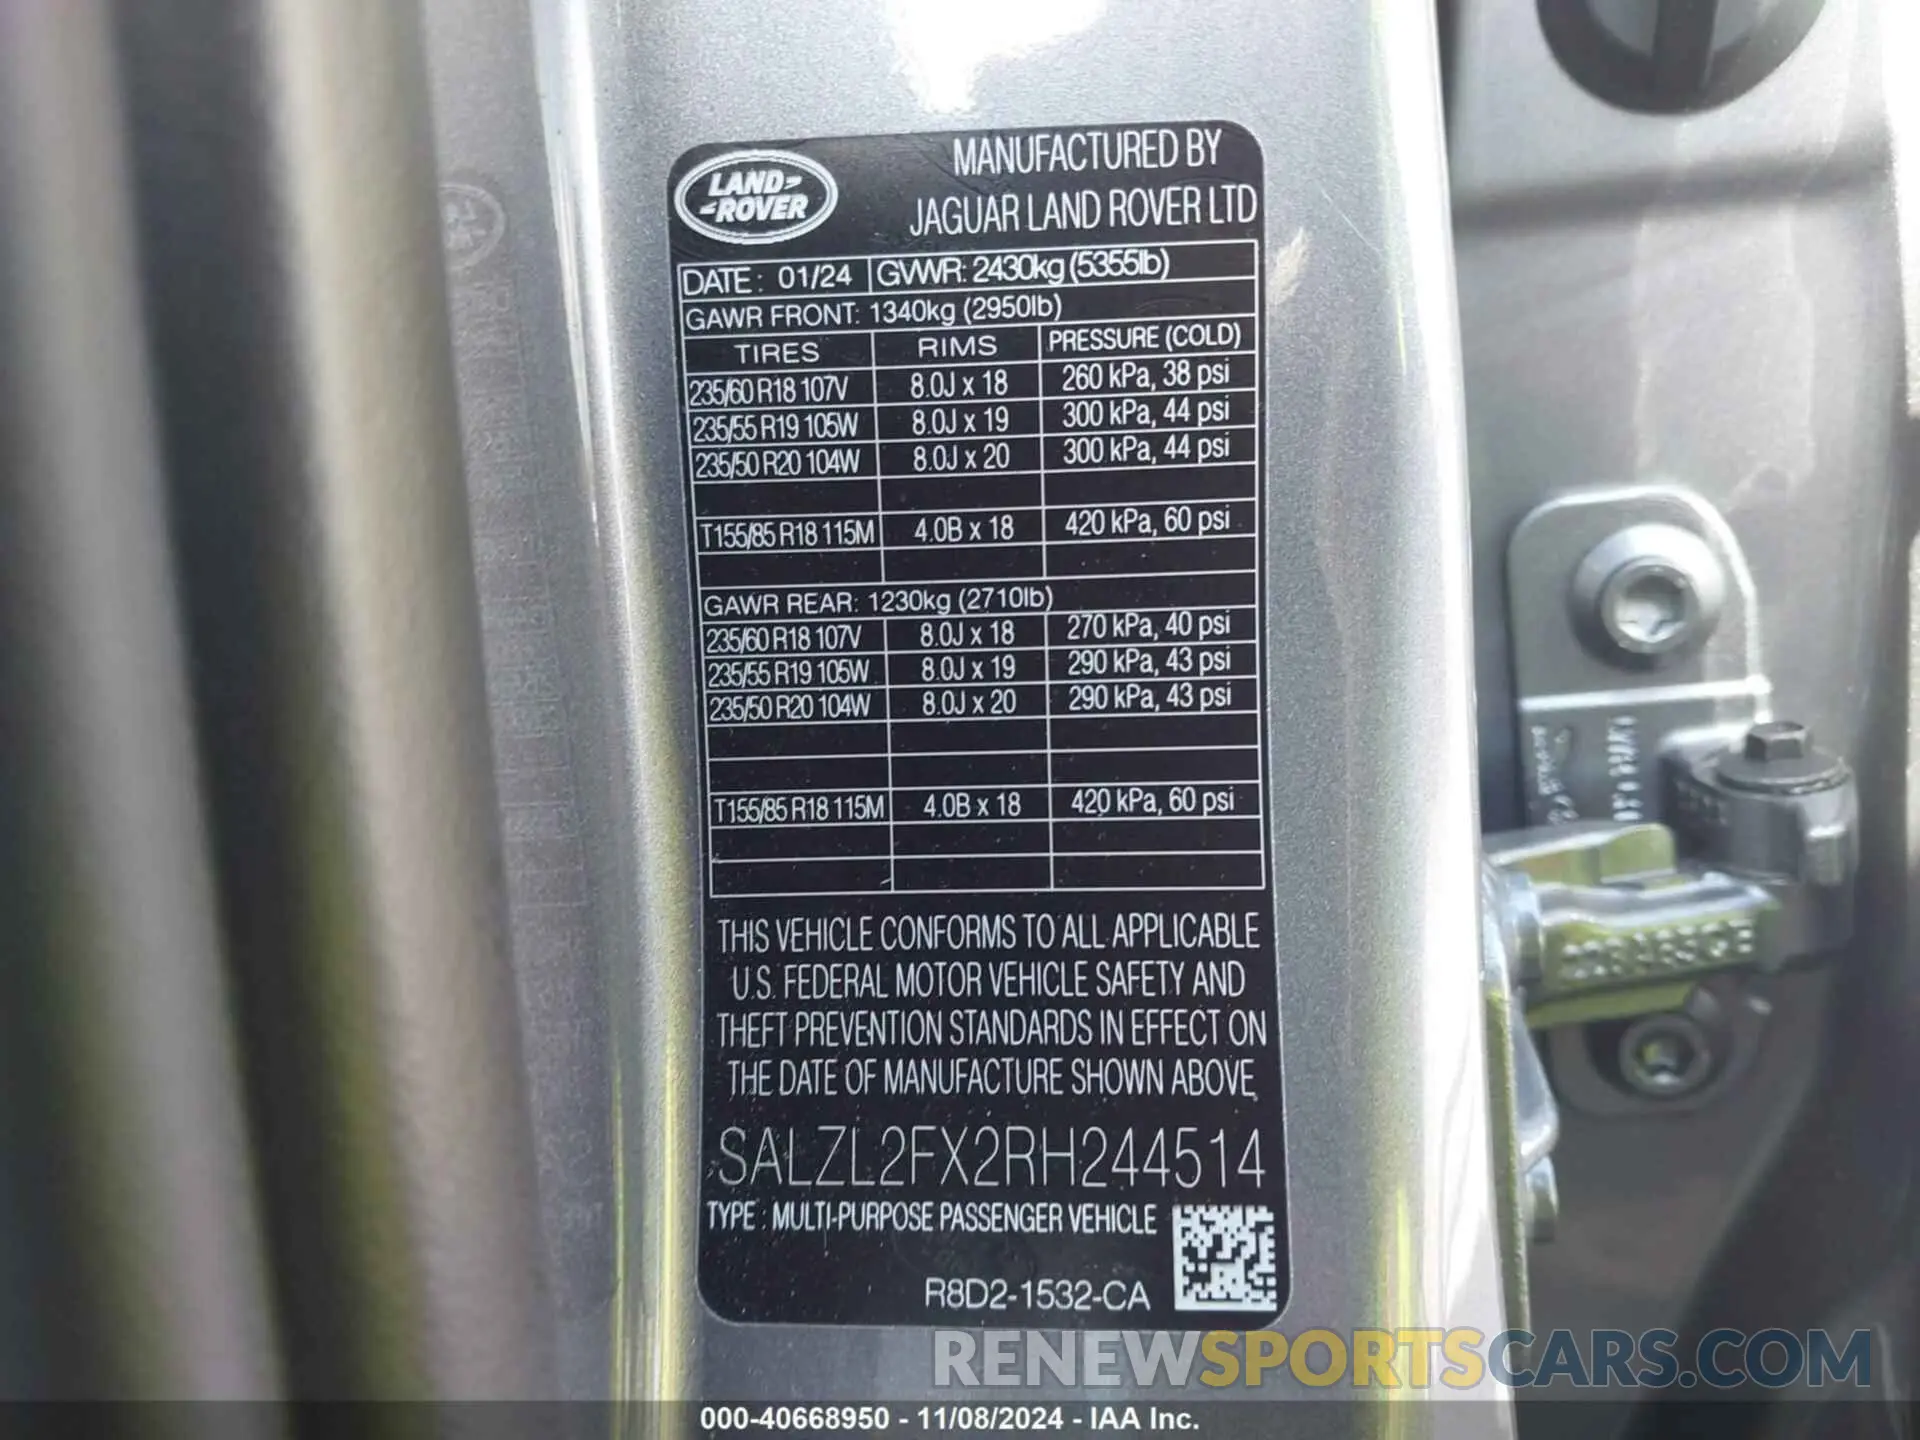 LAND-
-ROVER
MANUFACTURED BY
JAGUAR LAND ROVER LTD
DATE: 01/24 GVWR: 2430kg (5355lb)
GAWR FRONT: 1340kg (2950lb)
TIRES RIMS PRESSURE (COLD)
235/60 R18 107V 8.0J x 18 260 kPa, 38 psi
235/55 R19 105W 8.0J x 19 300 kPa, 44 psi
235/50 R20 104W 8.0J x 20 300 kPa, 44 psi
T155/85 R18 115M 4.0B x 18 420 kPa, 60 psi
GAWR REAR: 1230kg (2710lb)
235/60 R18 107V 8.0J x 18 270 kPa, 40 psi
235/55 R19 105W 8.0J x 19 290 kPa, 43 psi
235/50 R20 104W 8.0J x 20 290 kPa, 43 psi
T155/85 R18 115M 4.0B x 18 420 kPa, 60 psi
THIS VEHICLE CONFORMS TO ALL APPLICABLE
U.S. FEDERAL MOTOR VEHICLE SAFETY AND
THEFT PREVENTION STANDARDS IN EFFECT ON
THE DATE OF MANUFACTURE SHOWN ABOVE.
SALZL2FX2RH244514
TYPE : MULTI-PURPOSE PASSENGER VEHICLE
R8D2-1532-CA
RENEWSPORTSCARS.COM
000-40668950 - 11/08/2024 - IAA Inc.